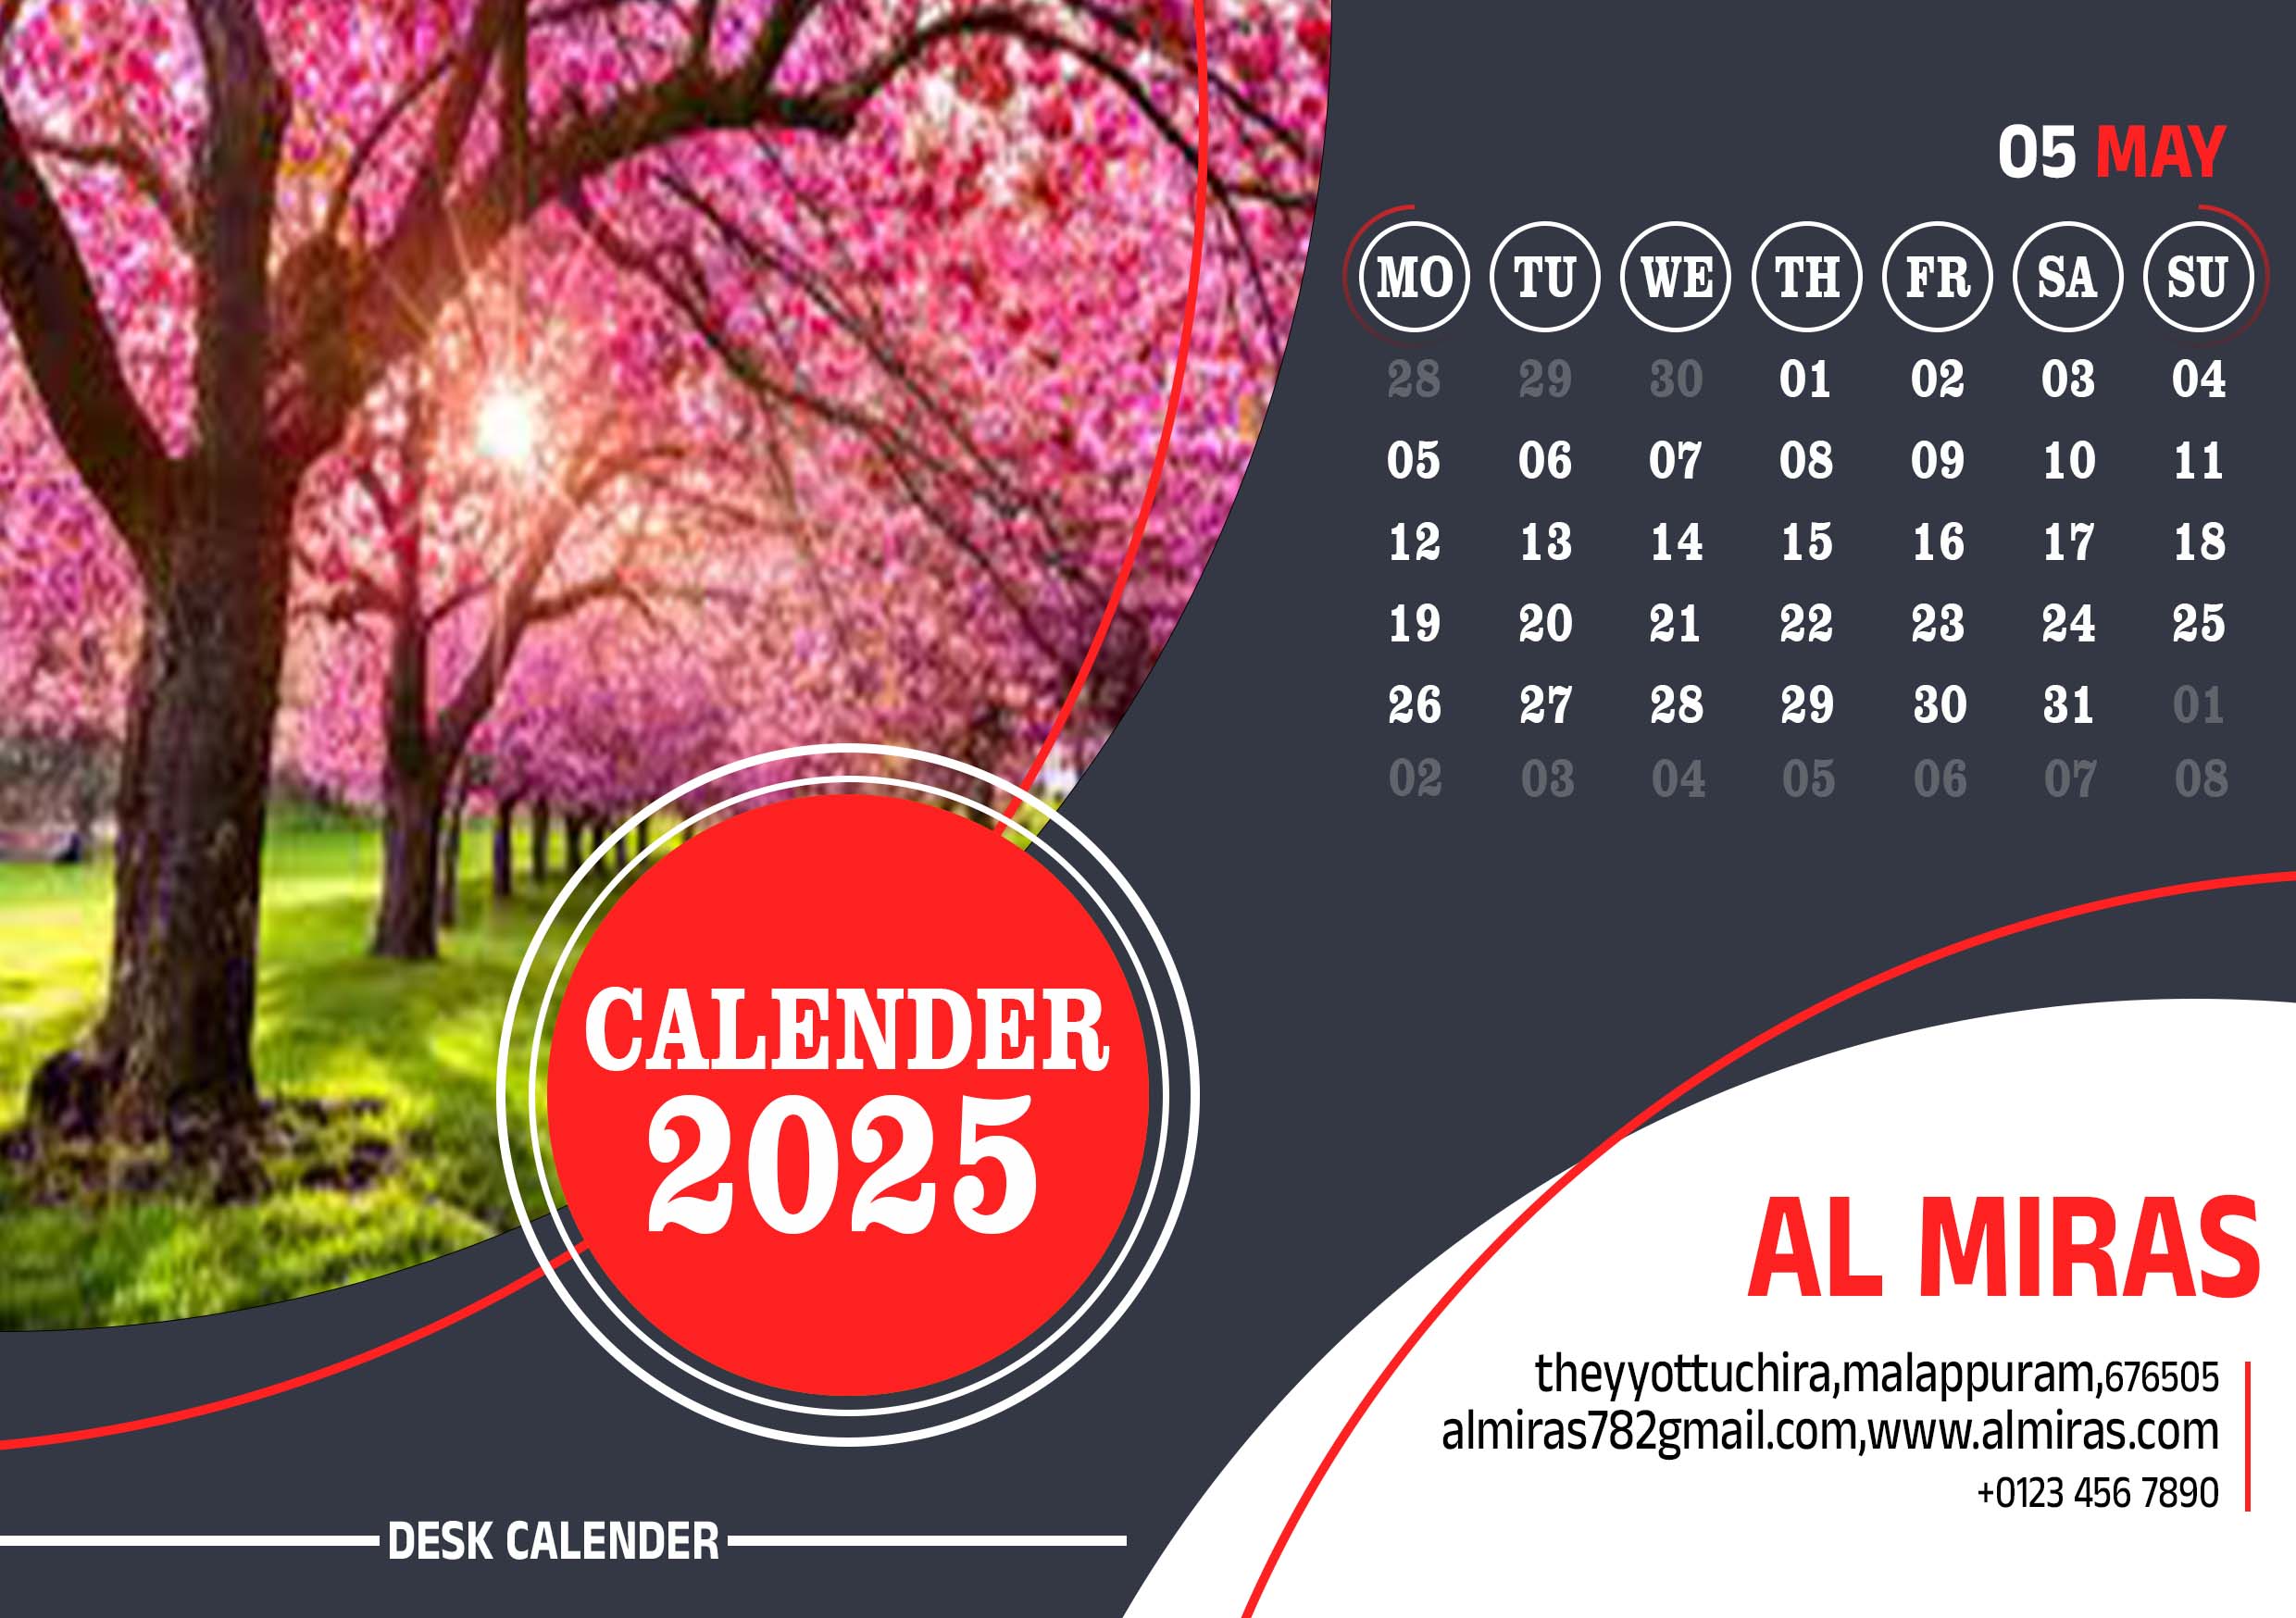 05 MAY
MO TU WE TH FR SA SU
28 29 30 01 02 03 04
05 06 07 08 09 10 11
12 13 14 15 16 17 18
19 20 21 22 23 24 25
26 27 28 29 30 31 01
02 03 04 05 06 07 08
CALENDER
2025
AL MIRAS
theyyottuchira,malappuram,676505
almiras782gmail.com,www.almiras.com
+0123 456 7890
DESK CALENDER